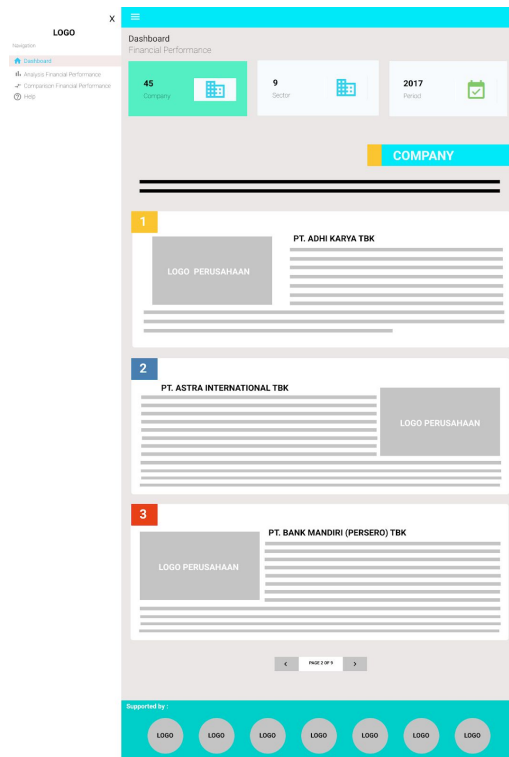 X
LOGO
Navigation
Dashboard
Analysis Financial Performance
Comparison Financial Performance
Help
Dashboard
Financial Performance
45
Company
9
Sector
2017
Period
COMPANY
1
PT. ADHI KARYA TBK
LOGO PERUSAHAAN
2
PT. ASTRA INTERNATIONAL TBK
LOGO PERUSAHAAN
3
PT. BANK MANDIRI (PERSERO) TBK
LOGO PERUSAHAAN
< PAGE 2 OF 9 >
Supported by :
LOGO LOGO LOGO LOGO LOGO LOGO LOGO